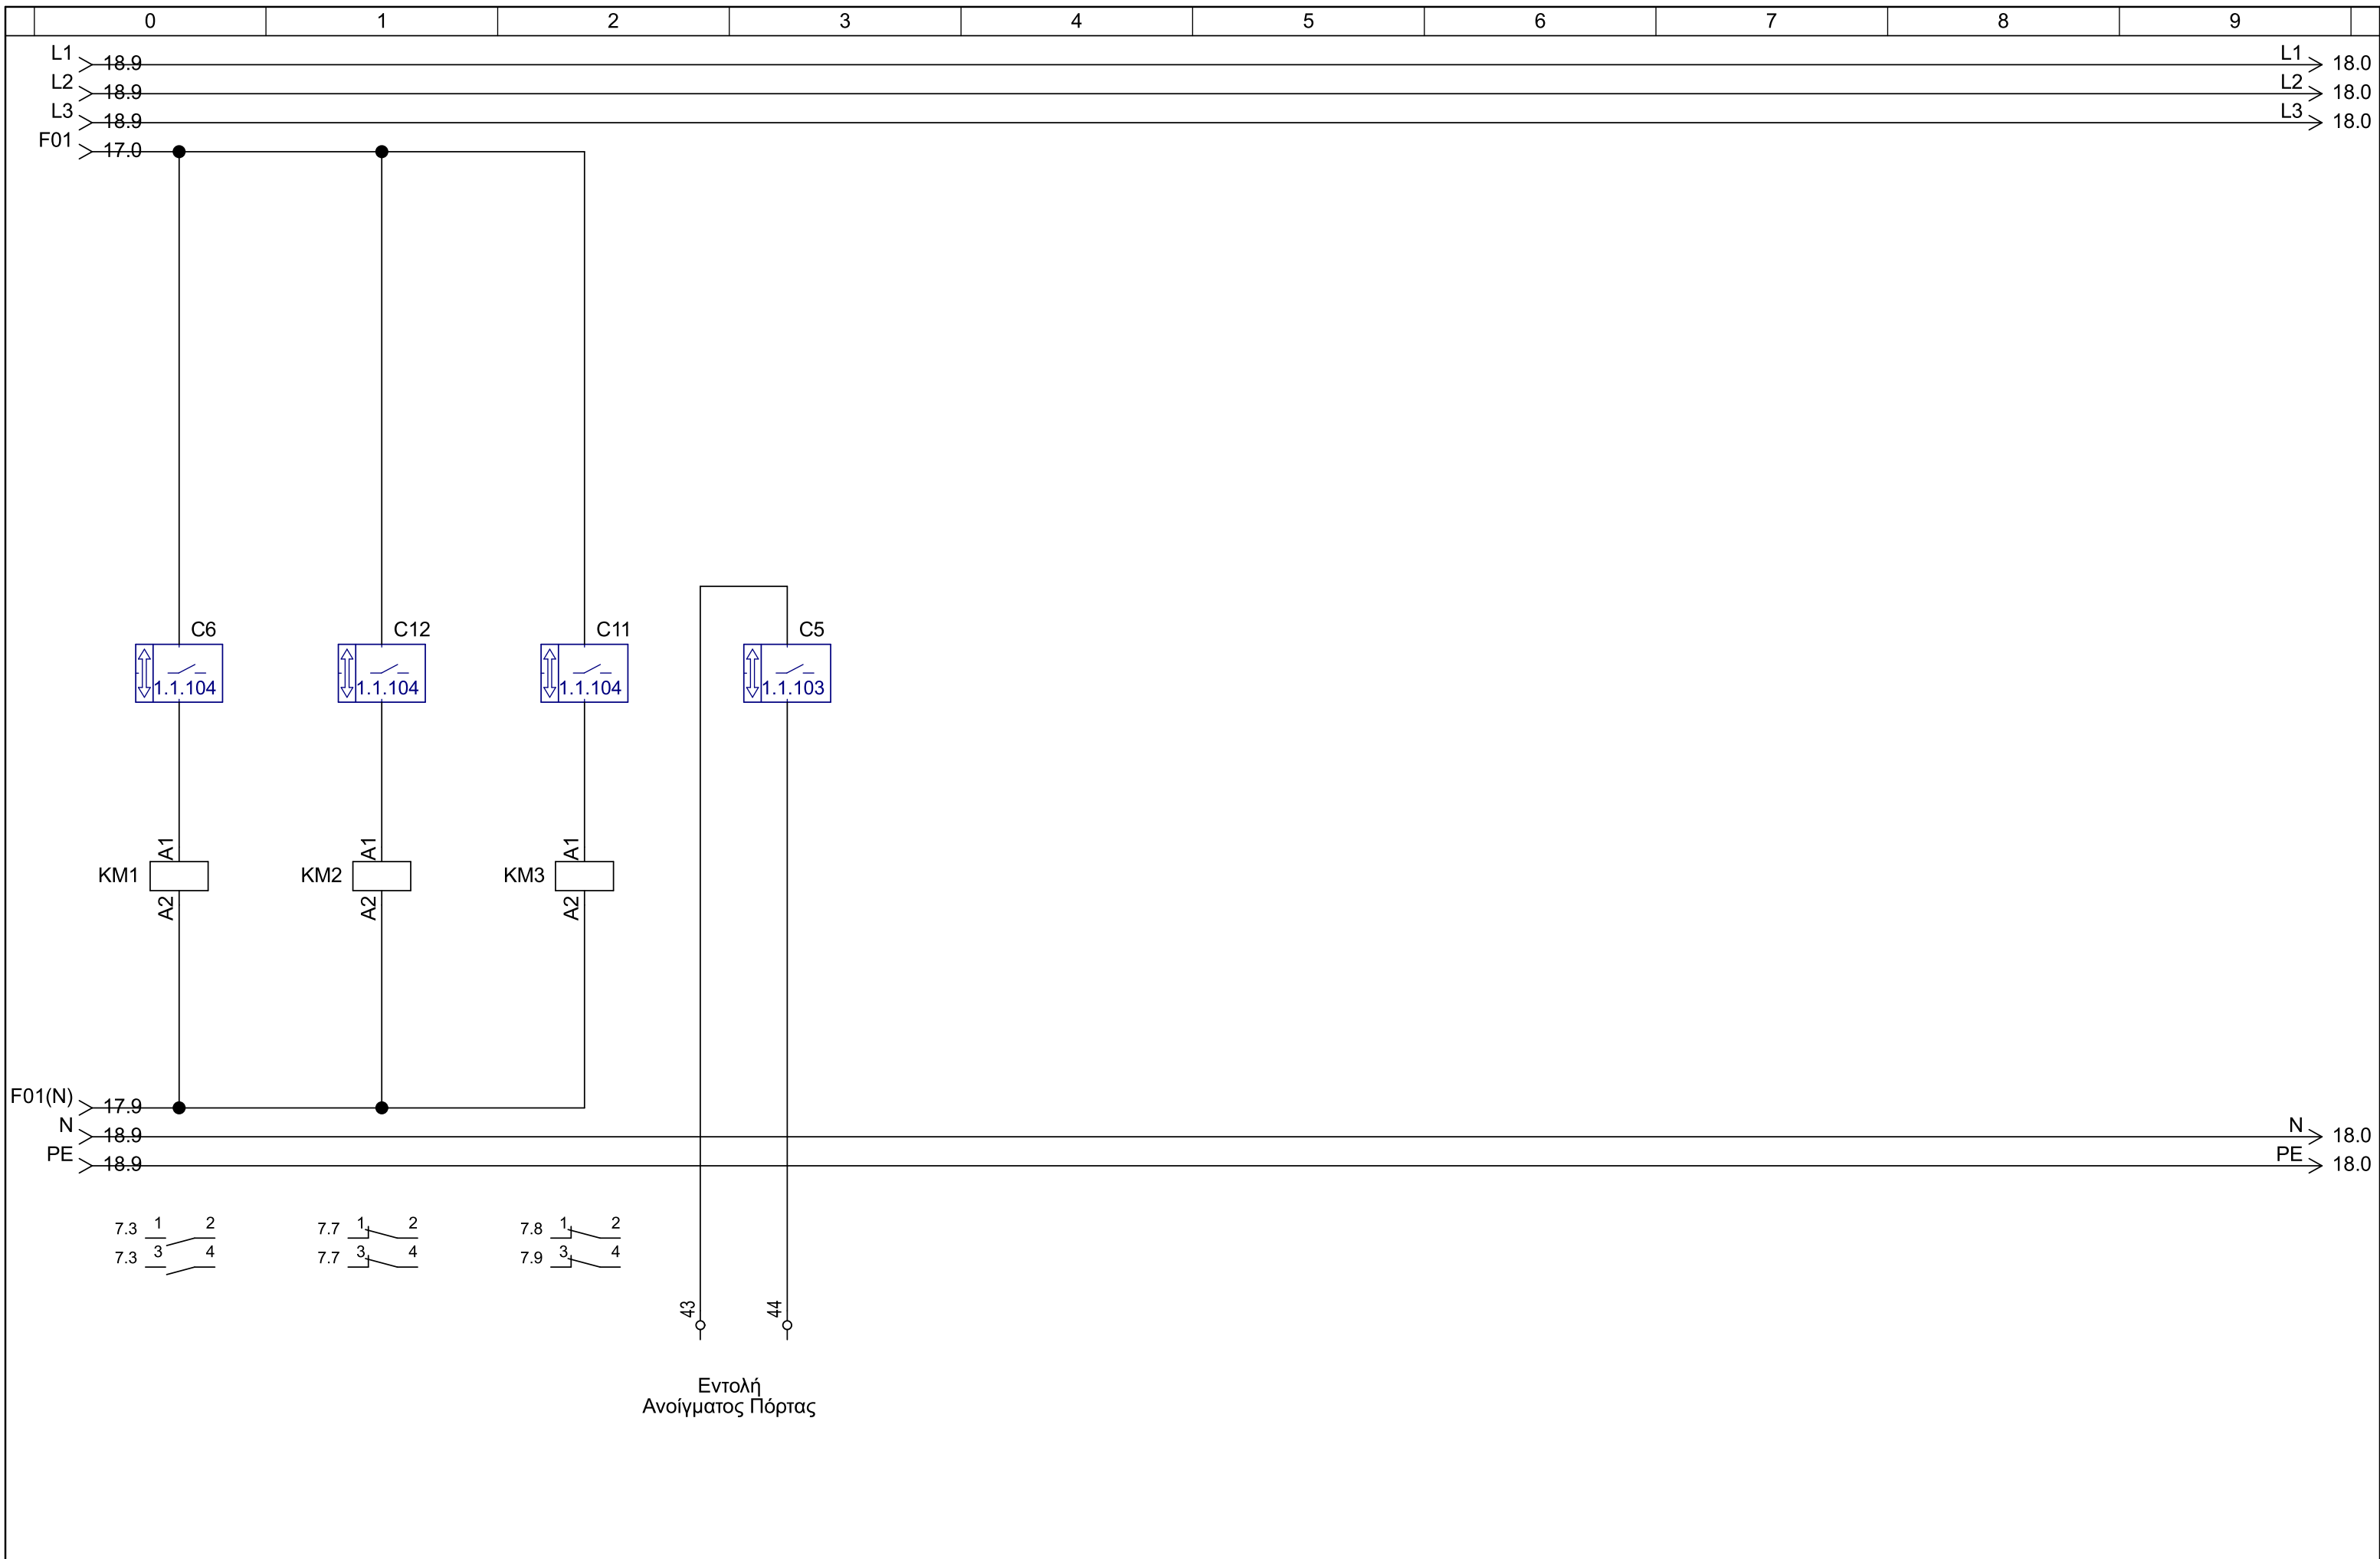 0 1 2 3 4 5 6 7 8 9
L1 18.9 L1 18.0
L2 18.9 L2 18.0
L3 18.9 L3 18.0
F01 17.0
C6 C12 C11 C5
1.1.104 1.1.104 1.1.104 1.1.103
A1 A1 A1
KM1 KM2 KM3
A2 A2 A2
F01(N) 17.9
N 18.9 N 18.0
PE 18.9 PE 18.0
7.3 1 2 7.7 1 2 7.8 1 2
7.3 3 4 7.7 3 4 7.9 3 4
43 44
Εντολή
Ανοίγματος Πόρτας